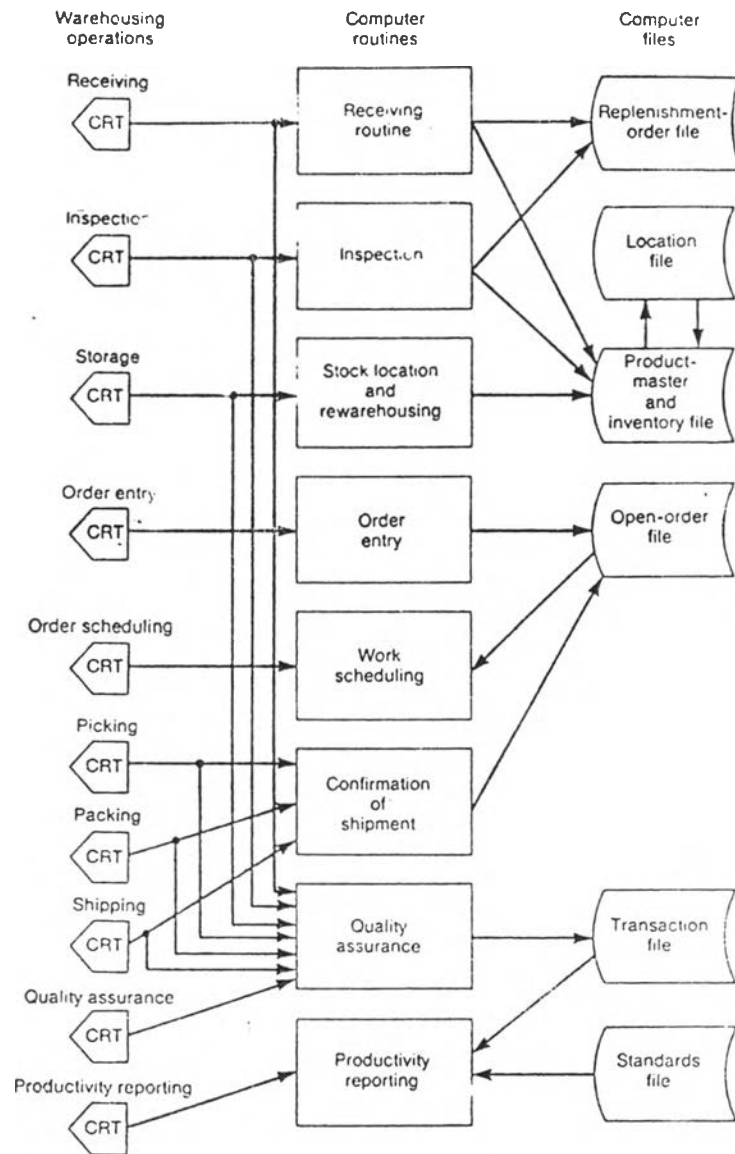 Warehousing
operations
Computer
routines
Computer
files
Receiving
CRT
Receiving
routine
Replenishment-
order file
Inspection
CRT
Inspection
Location
file
Storage
CRT
Stock location
and
rewarehousing
Product-
master
and
inventory file
Order entry
CRT
Order
entry
Open-order
file
Order scheduling
CRT
Work
scheduling
Picking
CRT
Confirmation
of
shipment
Packing
CRT
Shipping
CRT
Quality
assurance
Transaction
file
Quality assurance
CRT
Productivity
reporting
Standards
file
Productivity reporting
CRT